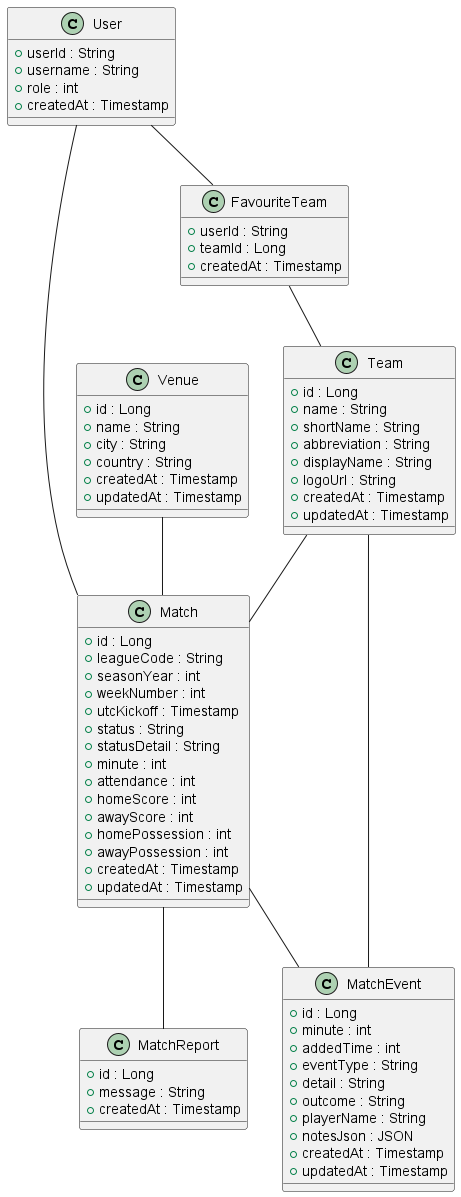 C User
userId : String
username : String
role : int
createdAt : Timestamp
C FavouriteTeam
userId : String
teamId : Long
createdAt : Timestamp
C Venue
id : Long
name : String
city : String
country : String
createdAt : Timestamp
updatedAt : Timestamp
C Team
id : Long
name : String
shortName : String
abbreviation : String
displayName : String
logoUrl : String
createdAt : Timestamp
updatedAt : Timestamp
C Match
id : Long
leagueCode : String
seasonYear : int
weekNumber : int
utcKickoff : Timestamp
status : String
statusDetail : String
minute : int
attendance : int
homeScore : int
awayScore : int
homePossession : int
awayPossession : int
createdAt : Timestamp
updatedAt : Timestamp
C MatchReport
id : Long
message : String
createdAt : Timestamp
C MatchEvent
id : Long
minute : int
addedTime : int
eventType : String
detail : String
outcome : String
playerName : String
notesJson : JSON
createdAt : Timestamp
updatedAt : Timestamp